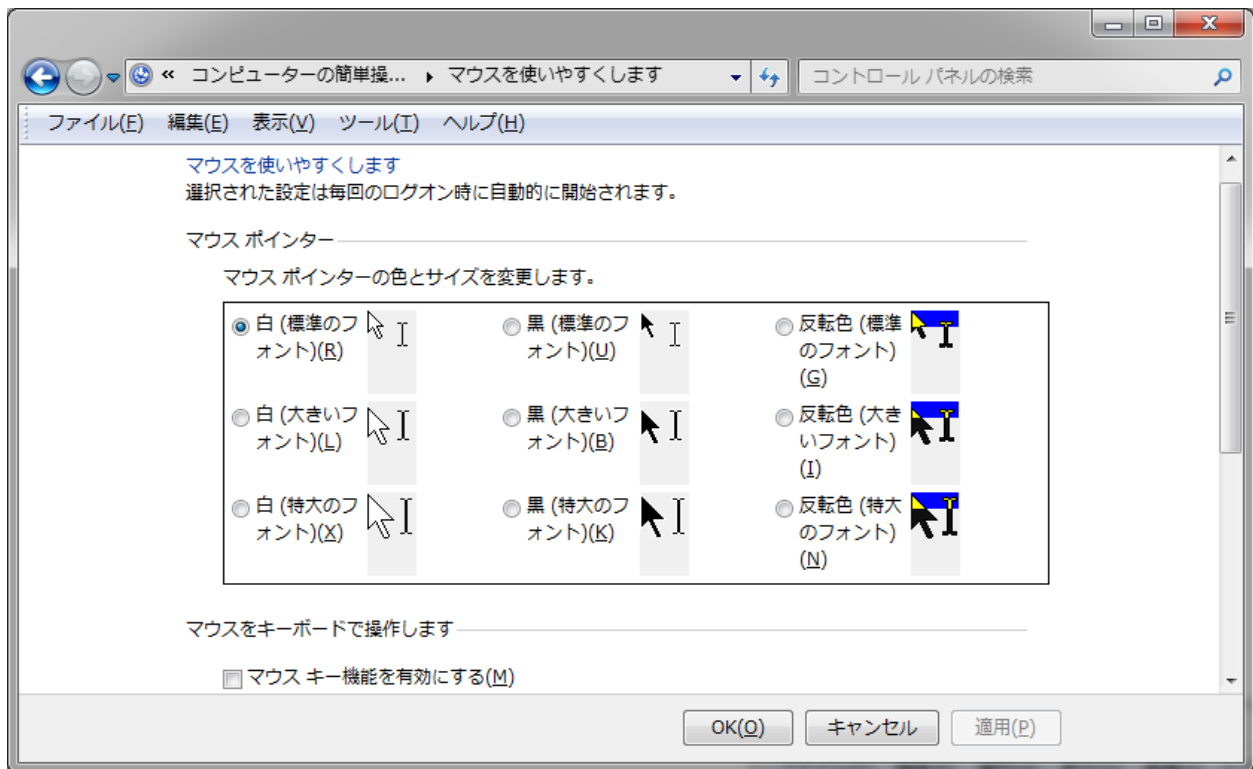 « コンピューターの簡単操... マウスを使いやすくします コントロール パネルの検索
ファイル(F) 編集(E) 表示(V) ツール(T) ヘルプ(H)
マウスを使いやすくします
選択された設定は毎回のログオン時に自動的に開始されます。
マウス ポインター
マウス ポインターの色とサイズを変更します。
白 (標準のフ
ォント)(R)
黒 (標準のフ
ォント)(U)
反転色 (標準
のフォント)
(G)
白 (大きいフ
ォント)(L)
黒 (大きいフ
ォント)(B)
反転色 (大き
いフォント)
(I)
白 (特大のフ
ォント)(X)
黒 (特大のフ
ォント)(K)
反転色 (特大
のフォント)
(N)
マウスをキーボードで操作します
マウス キー機能を有効にする(M)
OK(O) キャンセル 適用(P)